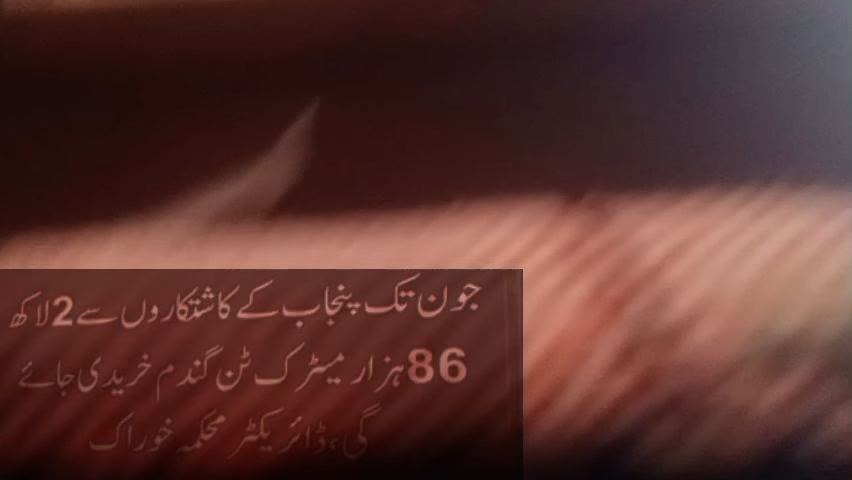 جون تک پنجاب کے کاشتکاروں سے 2 لاکھ
86 ہزار میٹرک ٹن گندم خریدی جائے
گی، ڈائریکٹر محکمہ خوراک